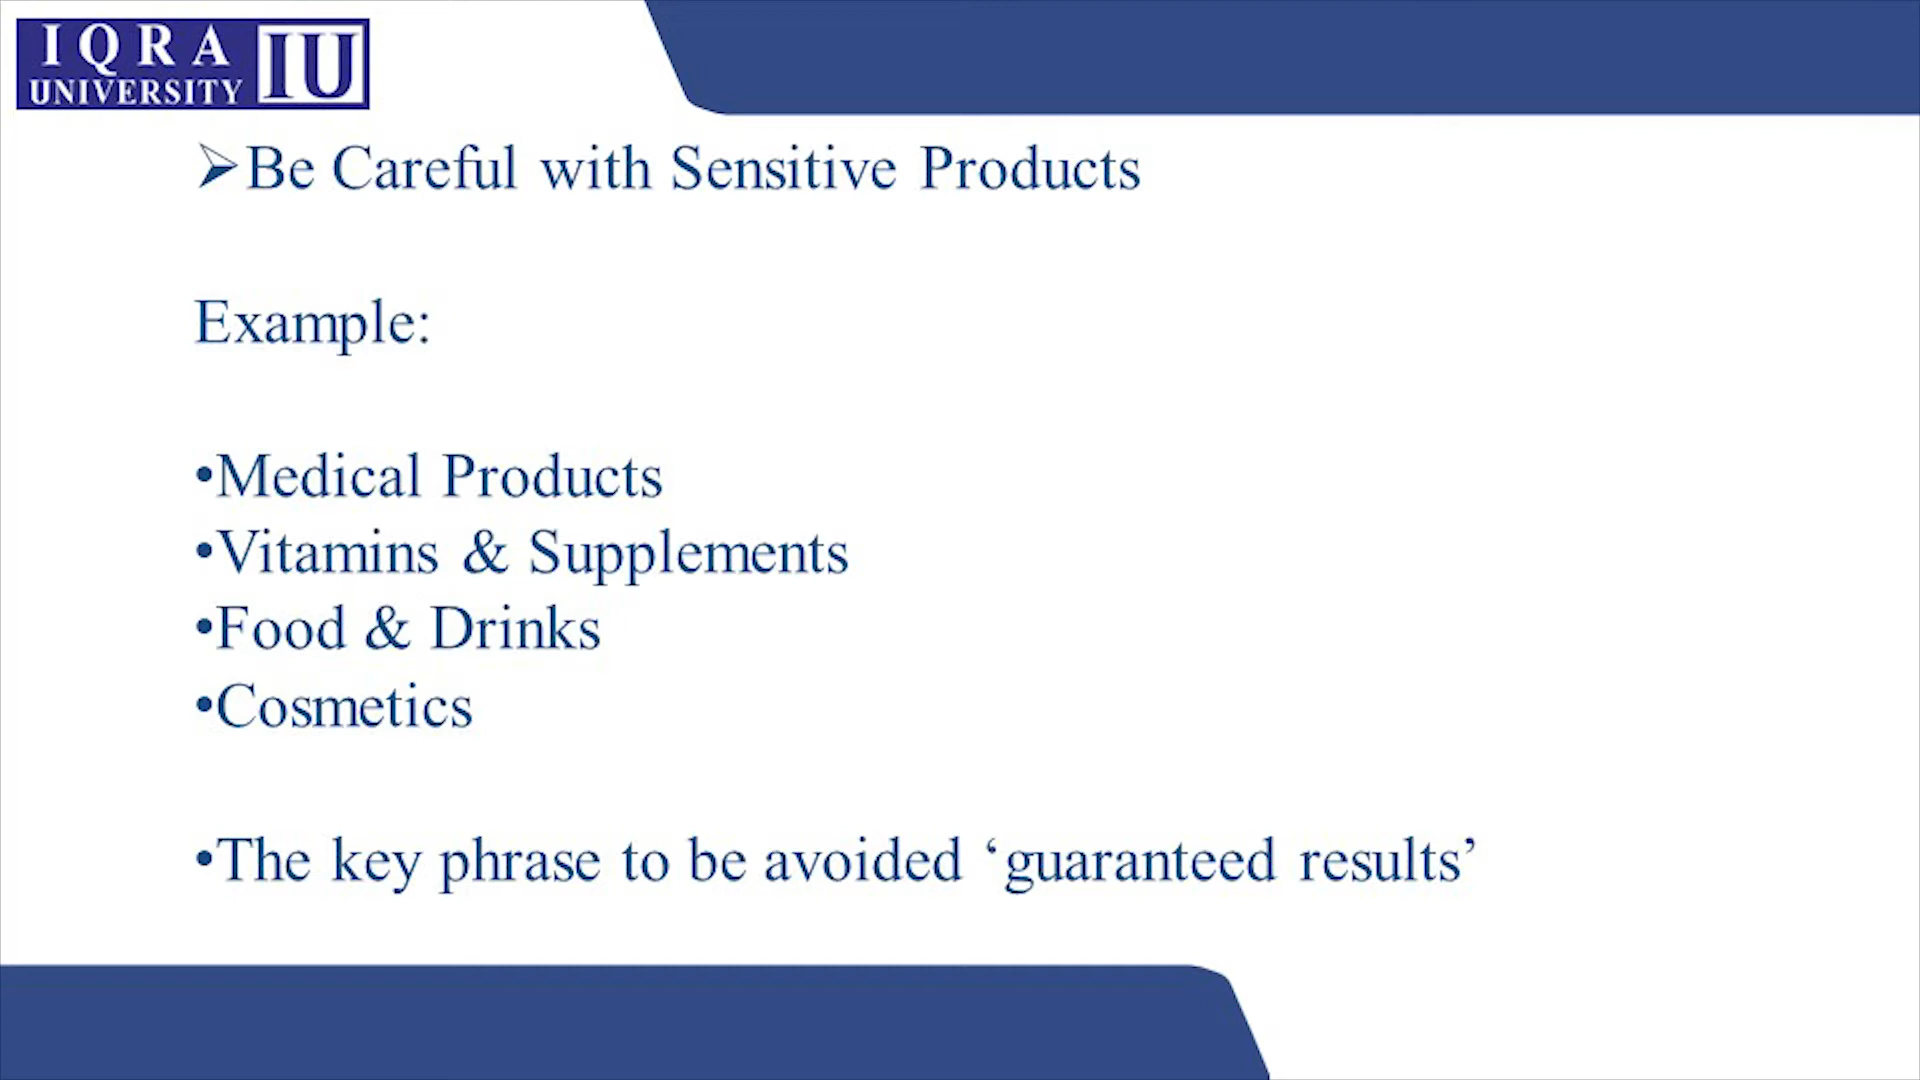 IQRA
UNIVERSITY
IU
➢Be Careful with Sensitive Products
Example:
•Medical Products
•Vitamins & Supplements
•Food & Drinks
•Cosmetics
•The key phrase to be avoided ‘guaranteed results’